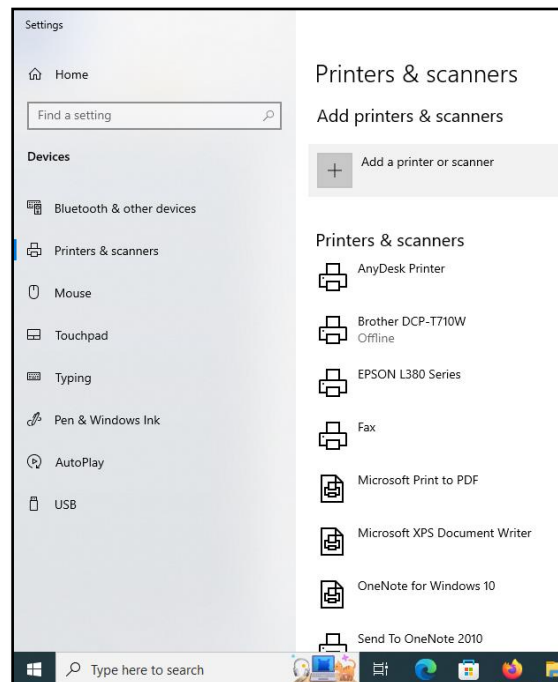 Settings
Home
Find a setting
Devices
Bluetooth & other devices
Printers & scanners
Mouse
Touchpad
Typing
Pen & Windows Ink
AutoPlay
USB
Printers & scanners
Add printers & scanners
Add a printer or scanner
Printers & scanners
AnyDesk Printer
Brother DCP-T710W
Offline
EPSON L380 Series
Fax
Microsoft Print to PDF
Microsoft XPS Document Writer
OneNote for Windows 10
Send To OneNote 2010
Type here to search